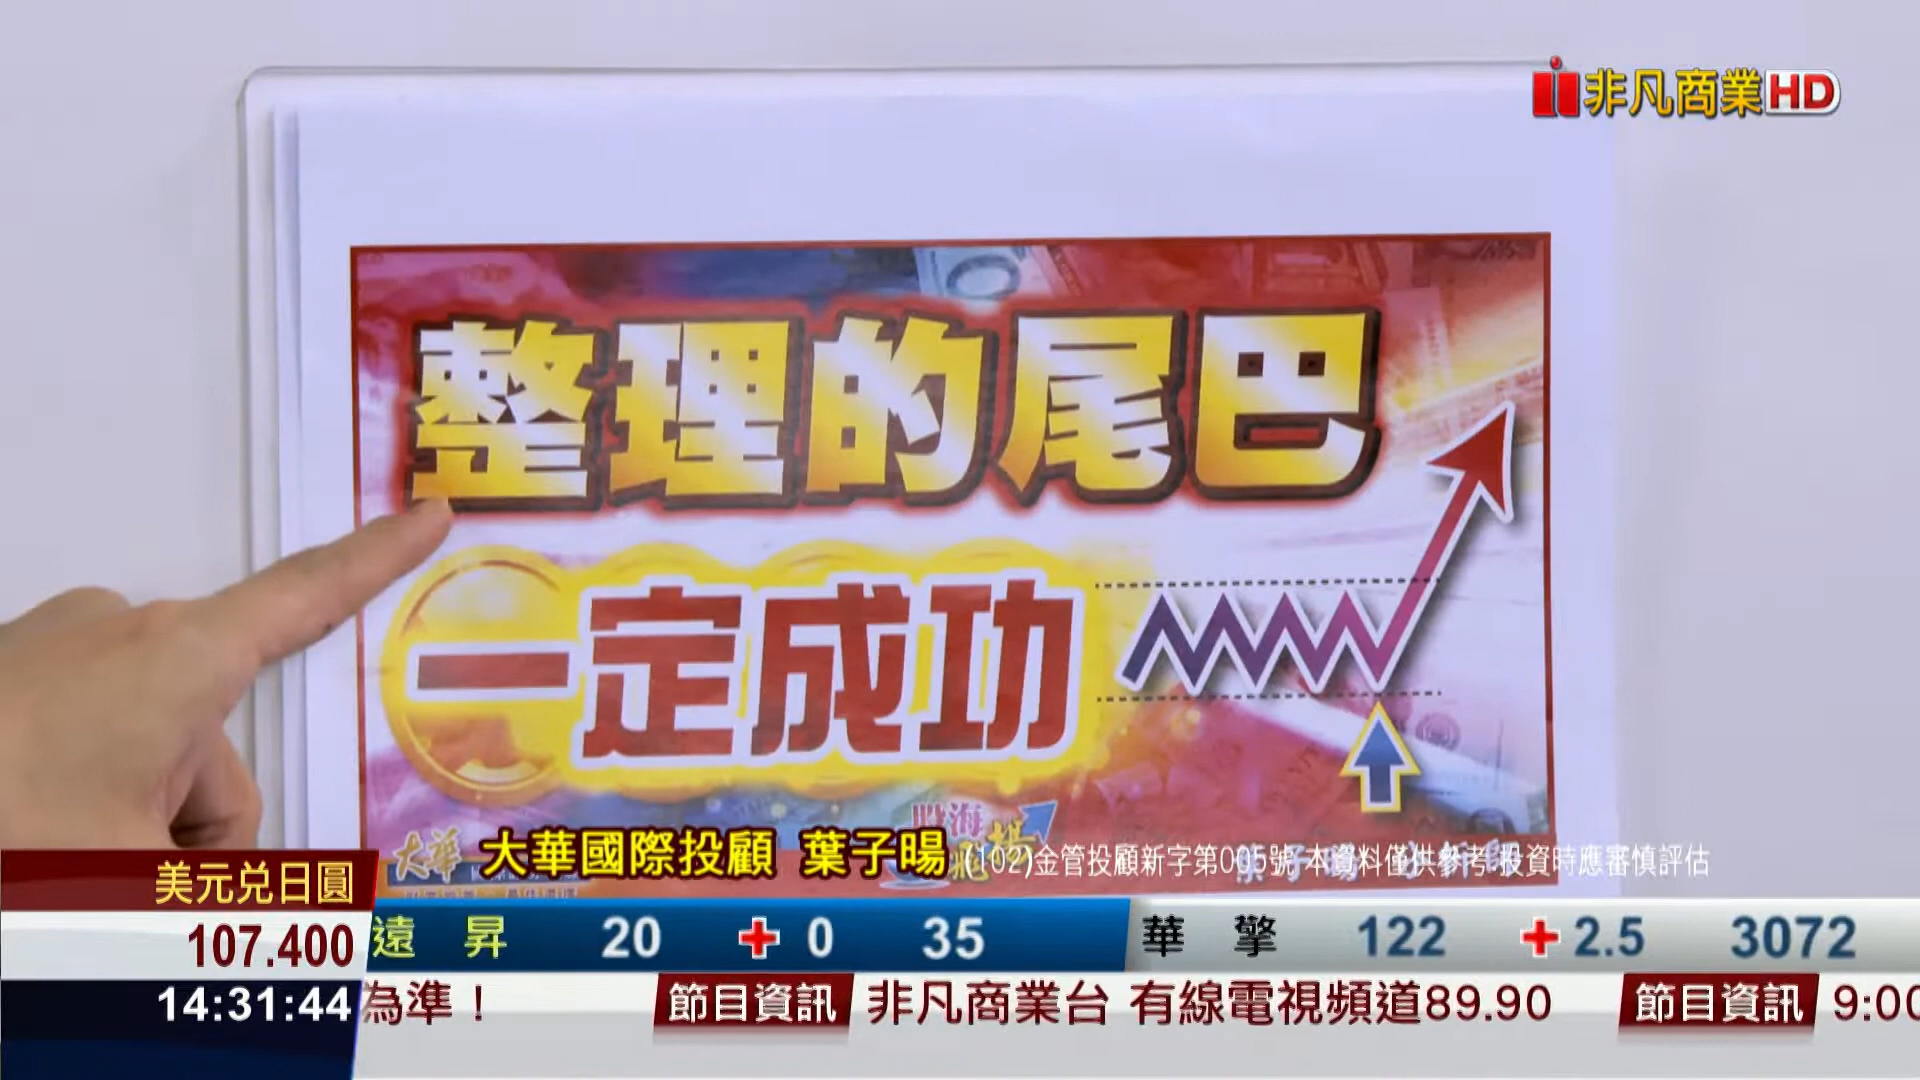 非凡商業HD
整理的尾巴
一定成功
股海
大華
大華國際投顧 葉子暘 (102)金管投顧新字第005號 本資料僅供參考.投資時應審慎評估
美元兌日圓
107.400
遠昇 20 +0 35 華擎 122 +2.5 3072
14:31:44
為準！ 節目資訊 非凡商業台 有線電視頻道89.90 節目資訊 9:00